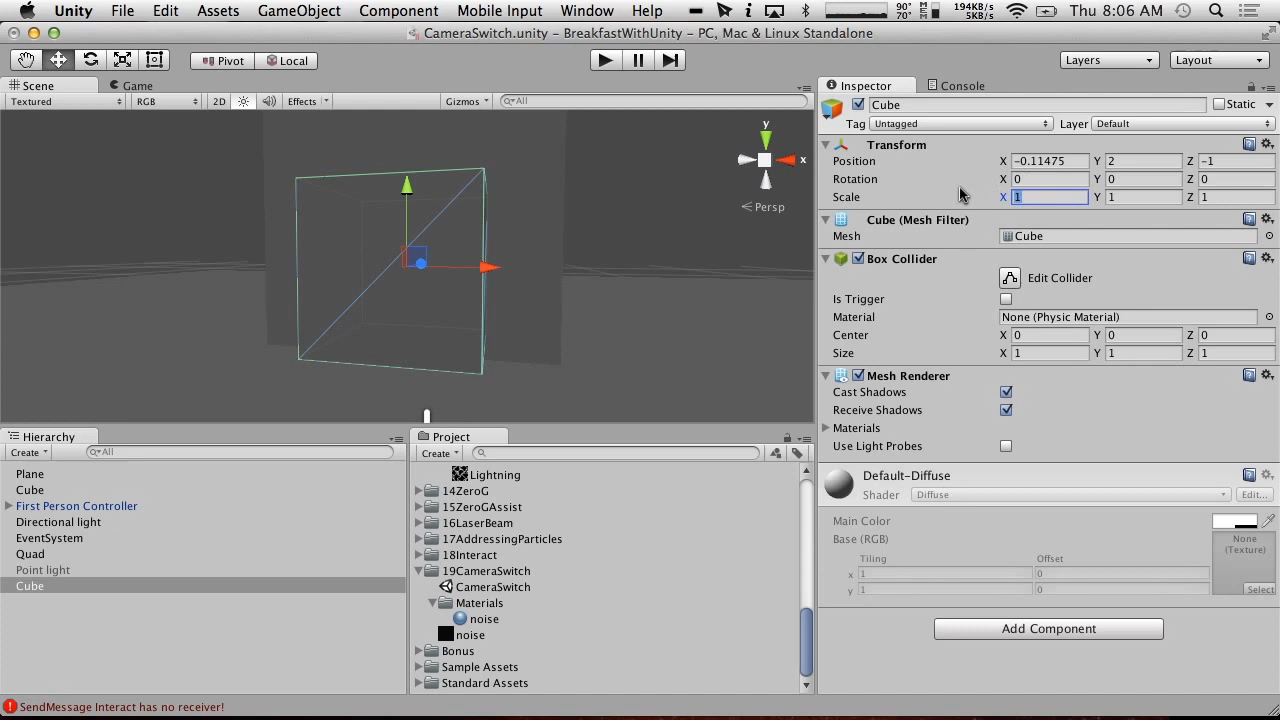 Unity File Edit Assets GameObject Component Mobile Input Window Help 90° 70° MEM 194KB/s 5KB/s Thu 8:06 AM
CameraSwitch.unity – BreakfastWithUnity – PC, Mac & Linux Standalone
Pivot Local Layers Layout
Scene Game
Textured RGB 2D Effects Gizmos All
y
x
Persp
Inspector Console
Cube Static
Tag Untagged Layer Default
Transform
Position X -0.11475 Y 2 Z -1
Rotation X 0 Y 0 Z 0
Scale X 1 Y 1 Z 1
Cube (Mesh Filter)
Mesh Cube
Box Collider
Edit Collider
Is Trigger
Material None (Physic Material)
Center X 0 Y 0 Z 0
Size X 1 Y 1 Z 1
Mesh Renderer
Cast Shadows
Receive Shadows
Materials
Use Light Probes
Default-Diffuse
Shader Diffuse Edit...
Main Color
Base (RGB)
None (Texture)
Tiling Offset
x 1 0
y 1 0
Select
Add Component
Hierarchy
Create All
Plane
Cube
First Person Controller
Directional light
EventSystem
Quad
Point light
Cube
Project
Create
Lightning
14ZeroG
15ZeroGAssist
16LaserBeam
17AddressingParticles
18Interact
19CameraSwitch
CameraSwitch
Materials
noise
noise
Bonus
Sample Assets
Standard Assets
SendMessage Interact has no receiver!